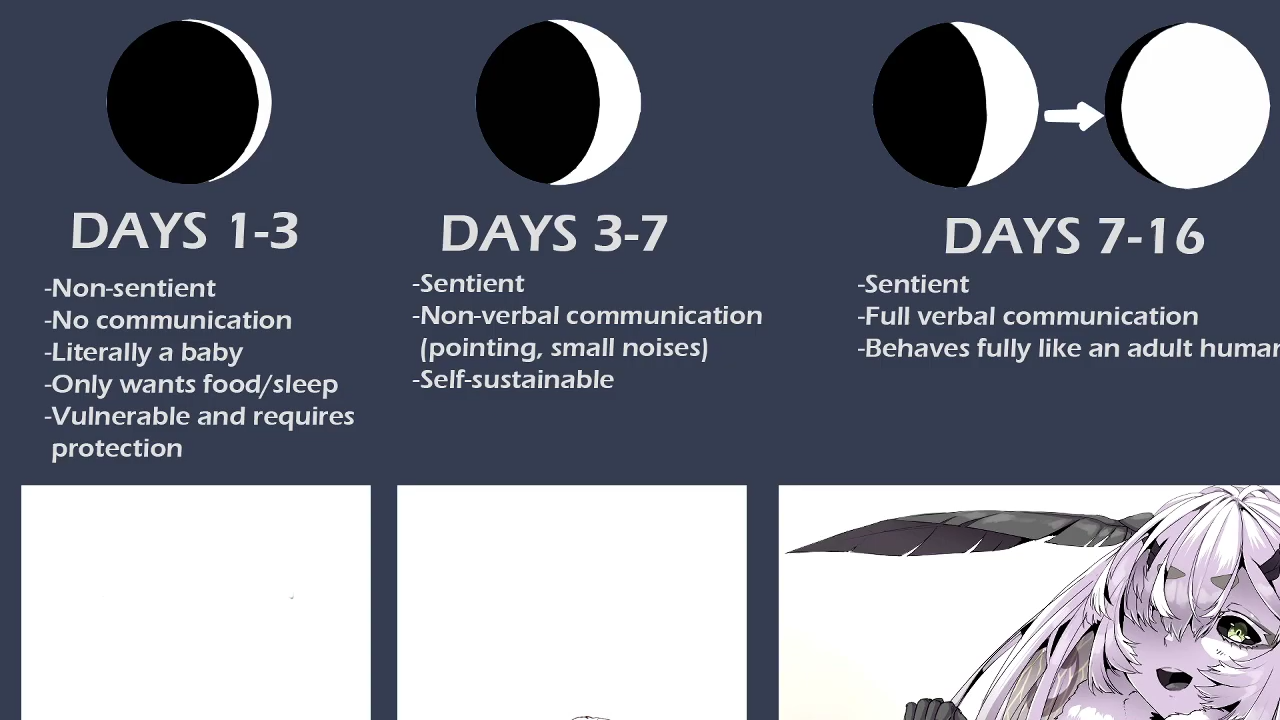 DAYS 1-3
-Non-sentient
-No communication
-Literally a baby
-Only wants food/sleep
-Vulnerable and requires
protection
DAYS 3-7
-Sentient
-Non-verbal communication
(pointing, small noises)
-Self-sustainable
DAYS 7-16
-Sentient
-Full verbal communication
-Behaves fully like an adult human